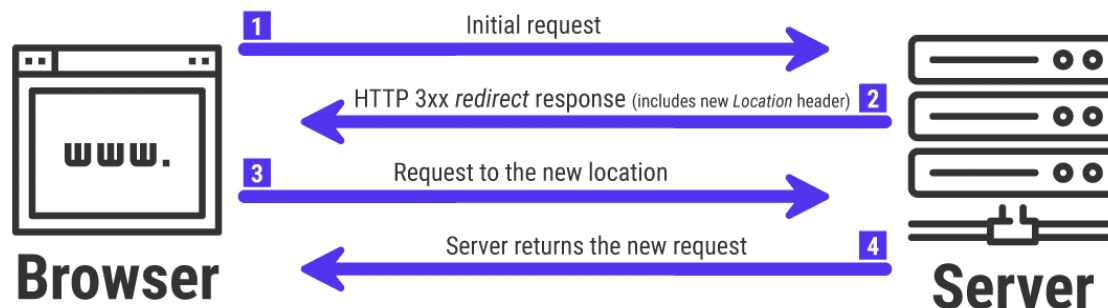 1
Initial request
HTTP 3xx redirect response (includes new Location header)
2
www.
3
Request to the new location
Server returns the new request
4
Browser
Server